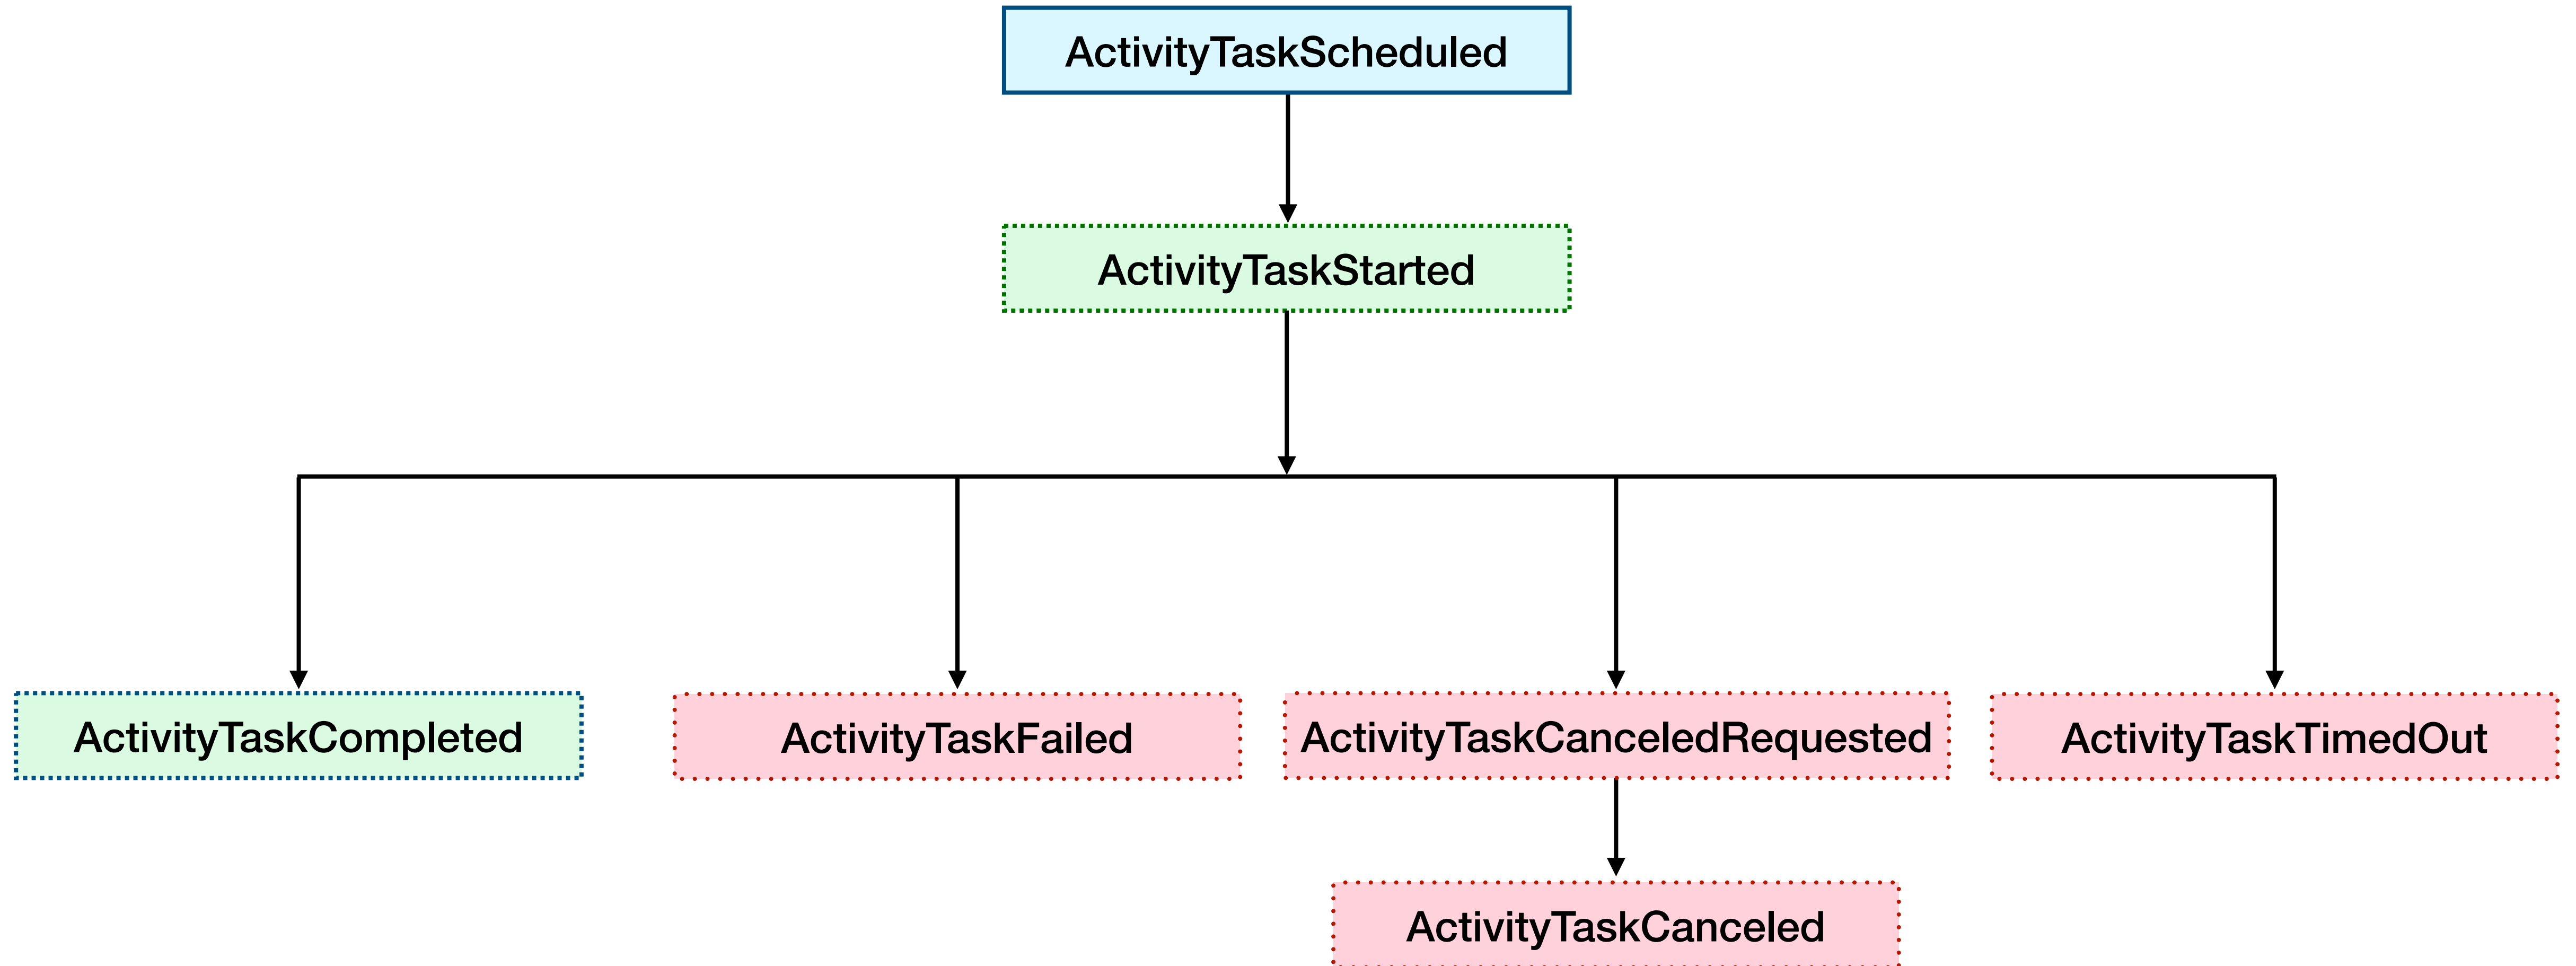 ActivityTaskScheduled
ActivityTaskStarted
ActivityTaskCompleted
ActivityTaskFailed
ActivityTaskCanceledRequested
ActivityTaskTimedOut
ActivityTaskCanceled